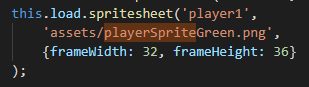 this.load.spritesheet('player1',
'assets/playerSpriteGreen.png',
{frameWidth: 32, frameHeight: 36}
);